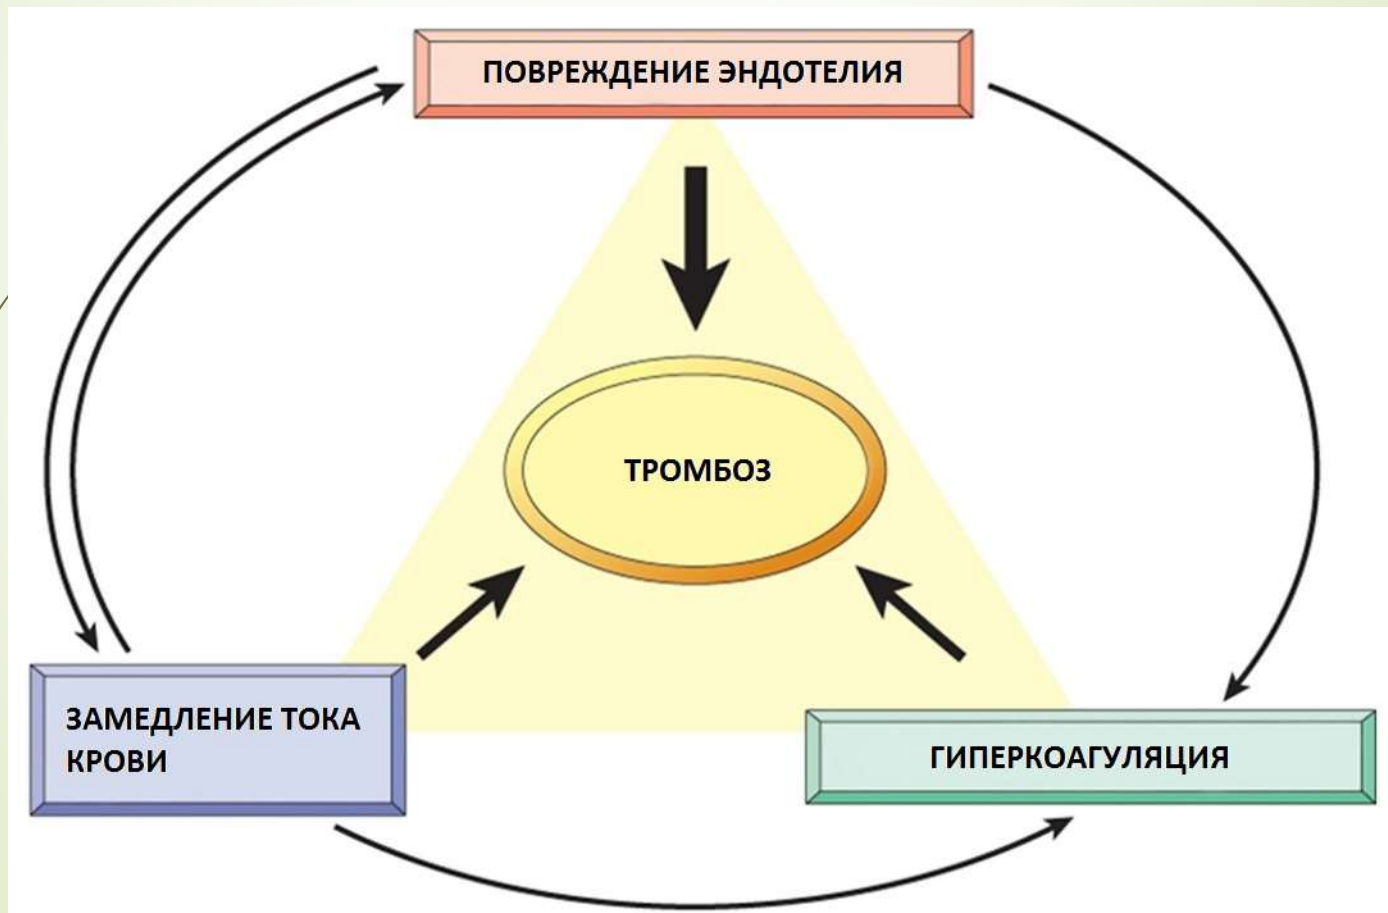 ПОВРЕЖДЕНИЕ ЭНДОТЕЛИЯ
ТРОМБОЗ
ЗАМЕДЛЕНИЕ ТОКА
КРОВИ
ГИПЕРКОАГУЛЯЦИЯ